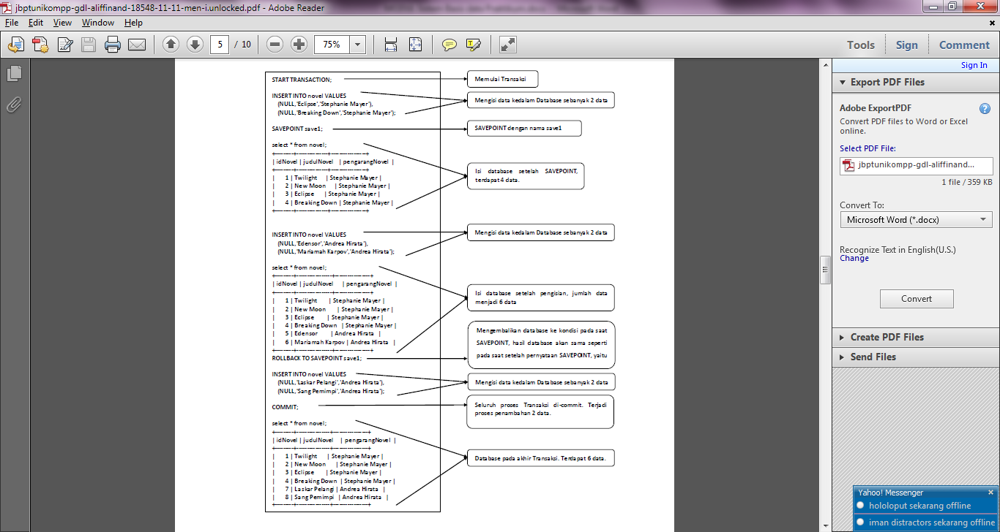 jbptunikompp-gdl-aliffinand-18548-11-11-men-i.unlocked.pdf - Adobe Reader
File Edit View Window Help
5 / 10 75% Tools Sign Comment
START TRANSACTION;
Memulai Transaksi
INSERT INTO novel VALUES
(NULL,'Eclipse','Stephanie Mayer'),
(NULL,'Breaking Down','Stephanie Mayer');
Mengisi data kedalam Database sebanyak 2 data
SAVEPOINT save1;
SAVEPOINT dengan nama save1
select * from novel;
+--------+---------------+-----------------+
| idNovel | judulNovel | pengarangNovel |
+--------+---------------+-----------------+
| 1 | Twilight | Stephanie Mayer |
| 2 | New Moon | Stephanie Mayer |
| 3 | Eclipse | Stephanie Mayer |
| 4 | Breaking Down | Stephanie Mayer |
+--------+---------------+-----------------+
Isi database setelah SAVEPOINT,
terdapat 4 data.
INSERT INTO novel VALUES
(NULL,'Edensor','Andrea Hirata'),
(NULL,'Mariamah Karpov','Andrea Hirata');
Mengisi data kedalam Database sebanyak 2 data
select * from novel;
+--------+-----------------+----------------+
| idNovel | judulNovel | pengarangNovel |
+--------+-----------------+----------------+
| 1 | Twilight | Stephanie Mayer |
| 2 | New Moon | Stephanie Mayer |
| 3 | Eclipse | Stephanie Mayer |
| 4 | Breaking Down | Stephanie Mayer |
| 5 | Edensor | Andrea Hirata |
| 6 | Mariamah Karpov | Andrea Hirata |
+--------+-----------------+----------------+
Isi database setelah pengisian, jumlah data
menjadi 6 data
ROLLBACK TO SAVEPOINT save1;
Mengembalikan database ke kondisi pada saat
SAVEPOINT, hasil database akan sama seperti
pada saat setelah pernyataan SAVEPOINT, yaitu
INSERT INTO novel VALUES
(NULL,'Laskar Pelangi','Andrea Hirata'),
(NULL,'Sang Pemimpi','Andrea Hirata');
Mengisi data kedalam Database sebanyak 2 data
COMMIT;
Seluruh proses Transaksi di-commit. Terjadi
proses penambahan 2 data.
select * from novel;
+--------+----------------+-----------------+
| idNovel | judulNovel | pengarangNovel |
+--------+----------------+-----------------+
| 1 | Twilight | Stephanie Mayer |
| 2 | New Moon | Stephanie Mayer |
| 3 | Eclipse | Stephanie Mayer |
| 4 | Breaking Down | Stephanie Mayer |
| 7 | Laskar Pelangi | Andrea Hirata |
| 8 | Sang Pemimpi | Andrea Hirata |
+--------+----------------+-----------------+
Database pada akhir Transaksi. Terdapat 6 data.
Sign In
Export PDF Files
Adobe ExportPDF
Convert PDF files to Word or Excel
online.
Select PDF File:
jbptunikompp-gdl-aliffinand...
1 file / 359 KB
Convert To:
Microsoft Word (*.docx)
Recognize Text in English(U.S.)
Change
Convert
Create PDF Files
Send Files
Yahoo! Messenger
hololoput sekarang offline
iman distractors sekarang offline